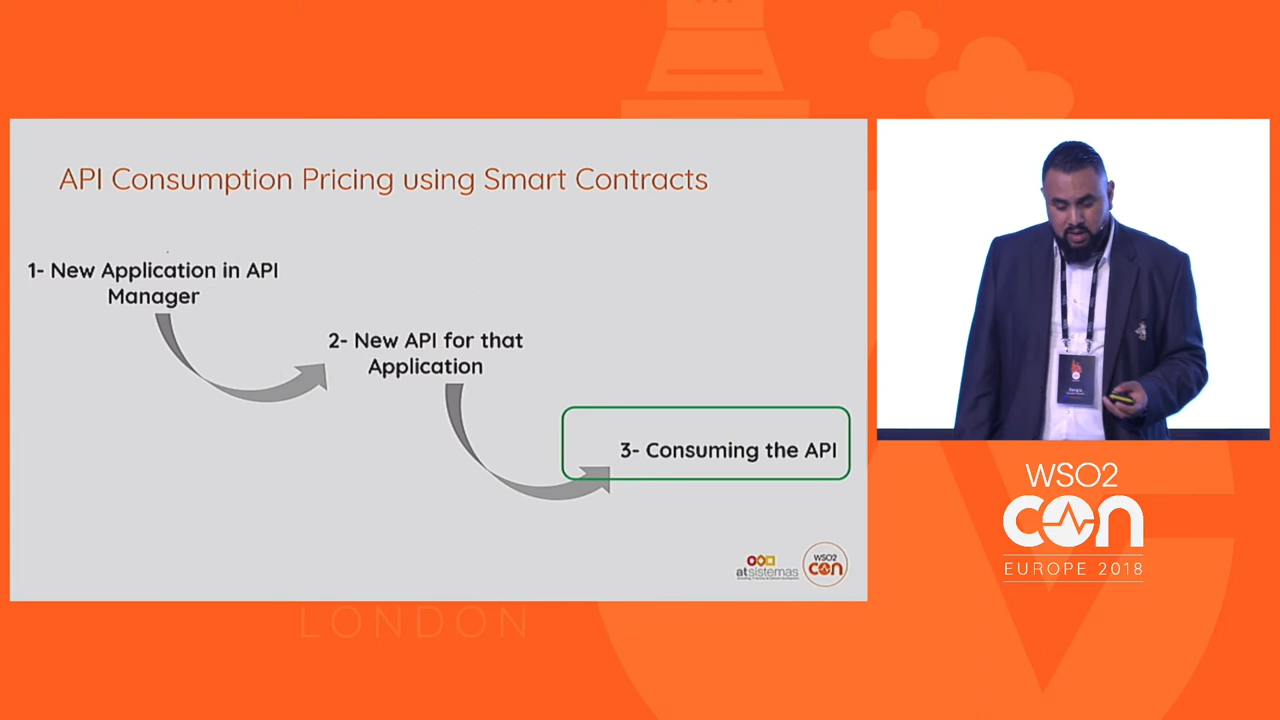 API Consumption Pricing using Smart Contracts
1- New Application in API
Manager
2- New API for that
Application
3- Consuming the API
atsistemas
WSO2
CON
WSO2
CON
EUROPE 2018
LONDON